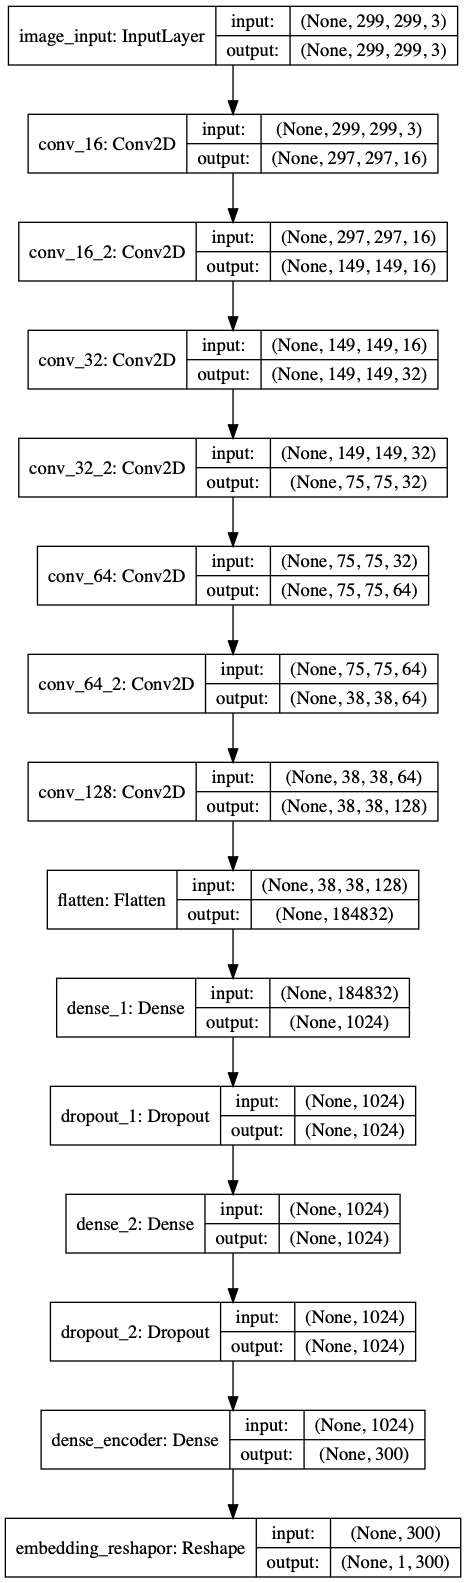 image_input: InputLayer
input: (None, 299, 299, 3)
output: (None, 299, 299, 3)
conv_16: Conv2D
input: (None, 299, 299, 3)
output: (None, 297, 297, 16)
conv_16_2: Conv2D
input: (None, 297, 297, 16)
output: (None, 149, 149, 16)
conv_32: Conv2D
input: (None, 149, 149, 16)
output: (None, 149, 149, 32)
conv_32_2: Conv2D
input: (None, 149, 149, 32)
output: (None, 75, 75, 32)
conv_64: Conv2D
input: (None, 75, 75, 32)
output: (None, 75, 75, 64)
conv_64_2: Conv2D
input: (None, 75, 75, 64)
output: (None, 38, 38, 64)
conv_128: Conv2D
input: (None, 38, 38, 64)
output: (None, 38, 38, 128)
flatten: Flatten
input: (None, 38, 38, 128)
output: (None, 184832)
dense_1: Dense
input: (None, 184832)
output: (None, 1024)
dropout_1: Dropout
input: (None, 1024)
output: (None, 1024)
dense_2: Dense
input: (None, 1024)
output: (None, 1024)
dropout_2: Dropout
input: (None, 1024)
output: (None, 1024)
dense_encoder: Dense
input: (None, 1024)
output: (None, 300)
embedding_reshapor: Reshape
input: (None, 300)
output: (None, 1, 300)